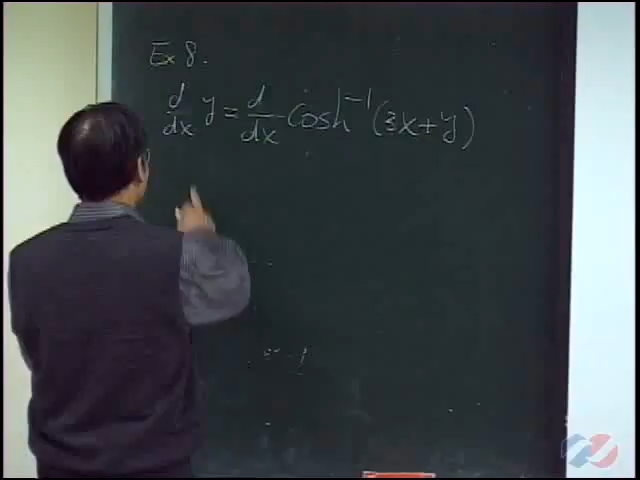 Ex 8.
d/dx y = d/dx cosh⁻¹ (3x+y)